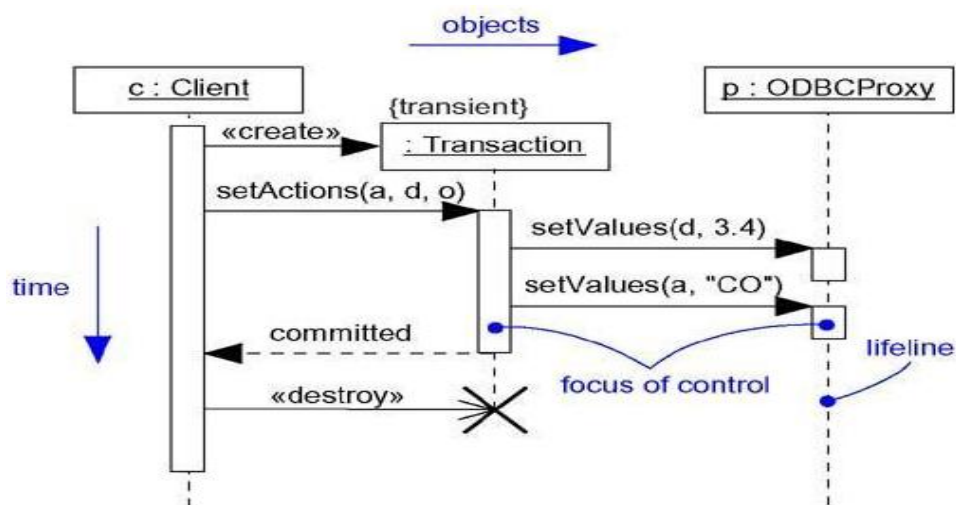 objects
c : Client
p : ODBCProxy
{transient}
«create»
: Transaction
setActions(a, d, o)
setValues(d, 3.4)
time
setValues(a, "CO")
committed
lifeline
focus of control
«destroy»